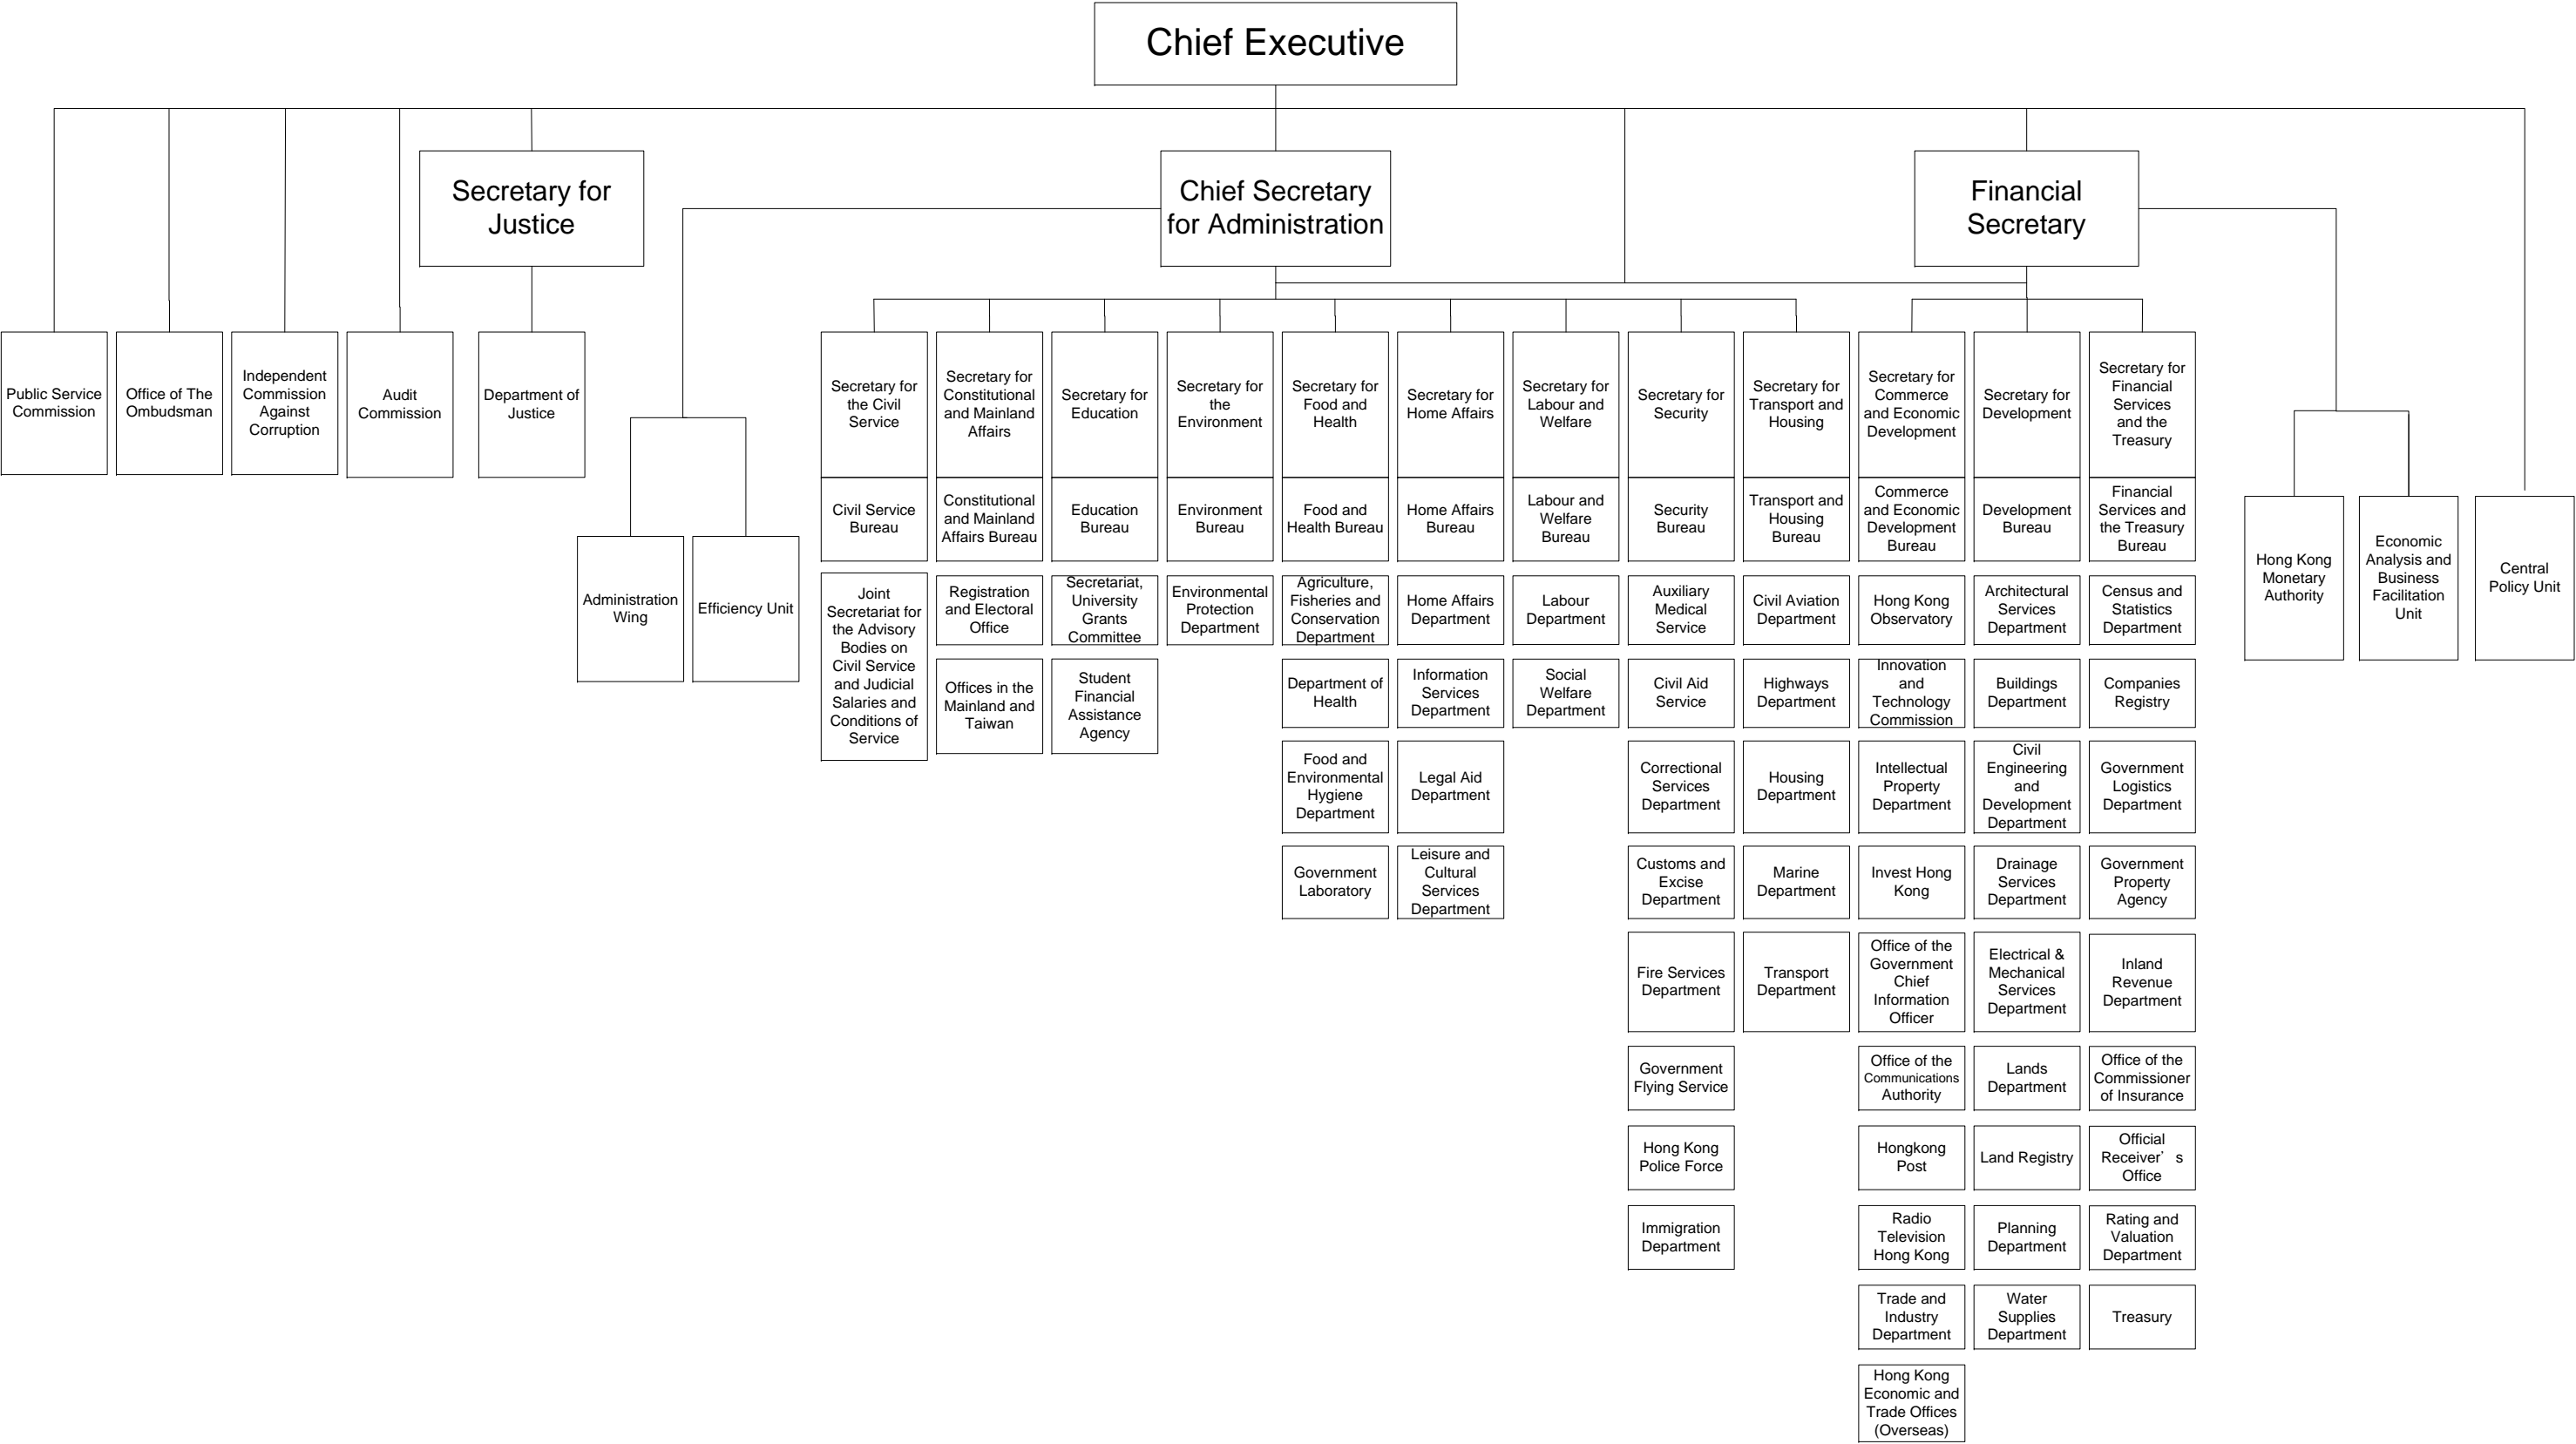 Chief Executive
Secretary for
Justice
Chief Secretary
for Administration
Financial
Secretary
Public Service
Commission
Office of The
Ombudsman
Independent
Commission
Against
Corruption
Audit
Commission
Department of
Justice
Administration
Wing
Efficiency Unit
Secretary for
the Civil
Service
Civil Service
Bureau
Joint
Secretariat for
the Advisory
Bodies on
Civil Service
and Judicial
Salaries and
Conditions of
Service
Secretary for
Constitutional
and Mainland
Affairs
Constitutional
and Mainland
Affairs Bureau
Registration
and Electoral
Office
Offices in the
Mainland and
Taiwan
Secretary for
Education
Education
Bureau
Secretariat,
University
Grants
Committee
Student
Financial
Assistance
Agency
Secretary for
the
Environment
Environment
Bureau
Environmental
Protection
Department
Secretary for
Food and
Health
Food and
Health Bureau
Agriculture,
Fisheries and
Conservation
Department
Department of
Health
Food and
Environmental
Hygiene
Department
Government
Laboratory
Secretary for
Home Affairs
Home Affairs
Bureau
Home Affairs
Department
Information
Services
Department
Legal Aid
Department
Leisure and
Cultural
Services
Department
Secretary for
Labour and
Welfare
Labour and
Welfare
Bureau
Labour
Department
Social
Welfare
Department
Secretary for
Security
Security
Bureau
Auxiliary
Medical
Service
Civil Aid
Service
Correctional
Services
Department
Customs and
Excise
Department
Fire Services
Department
Government
Flying Service
Hong Kong
Police Force
Immigration
Department
Secretary for
Transport and
Housing
Transport and
Housing
Bureau
Civil Aviation
Department
Highways
Department
Housing
Department
Marine
Department
Transport
Department
Secretary for
Commerce
and Economic
Development
Commerce
and Economic
Development
Bureau
Hong Kong
Observatory
Innovation
and
Technology
Commission
Intellectual
Property
Department
Invest Hong
Kong
Office of the
Government
Chief
Information
Officer
Office of the
Communications
Authority
Hongkong
Post
Radio
Television
Hong Kong
Trade and
Industry
Department
Hong Kong
Economic and
Trade Offices
(Overseas)
Secretary for
Development
Development
Bureau
Architectural
Services
Department
Buildings
Department
Civil
Engineering
and
Development
Department
Drainage
Services
Department
Electrical &
Mechanical
Services
Department
Lands
Department
Land Registry
Planning
Department
Water
Supplies
Department
Secretary for
Financial
Services
and the
Treasury
Financial
Services and
the Treasury
Bureau
Census and
Statistics
Department
Companies
Registry
Government
Logistics
Department
Government
Property
Agency
Inland
Revenue
Department
Office of the
Commissioner
of Insurance
Official
Receiver’s
Office
Rating and
Valuation
Department
Treasury
Hong Kong
Monetary
Authority
Economic
Analysis and
Business
Facilitation
Unit
Central
Policy Unit